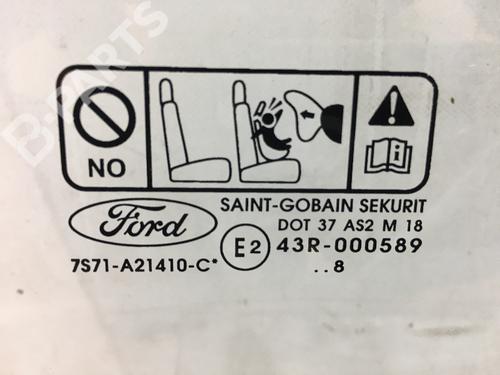 B-PARTS
NO
Ford
SAINT-GOBAIN SEKURIT
DOT 37 AS2 M 18
7S71-A21410-C*
E2
43R-000589
..8